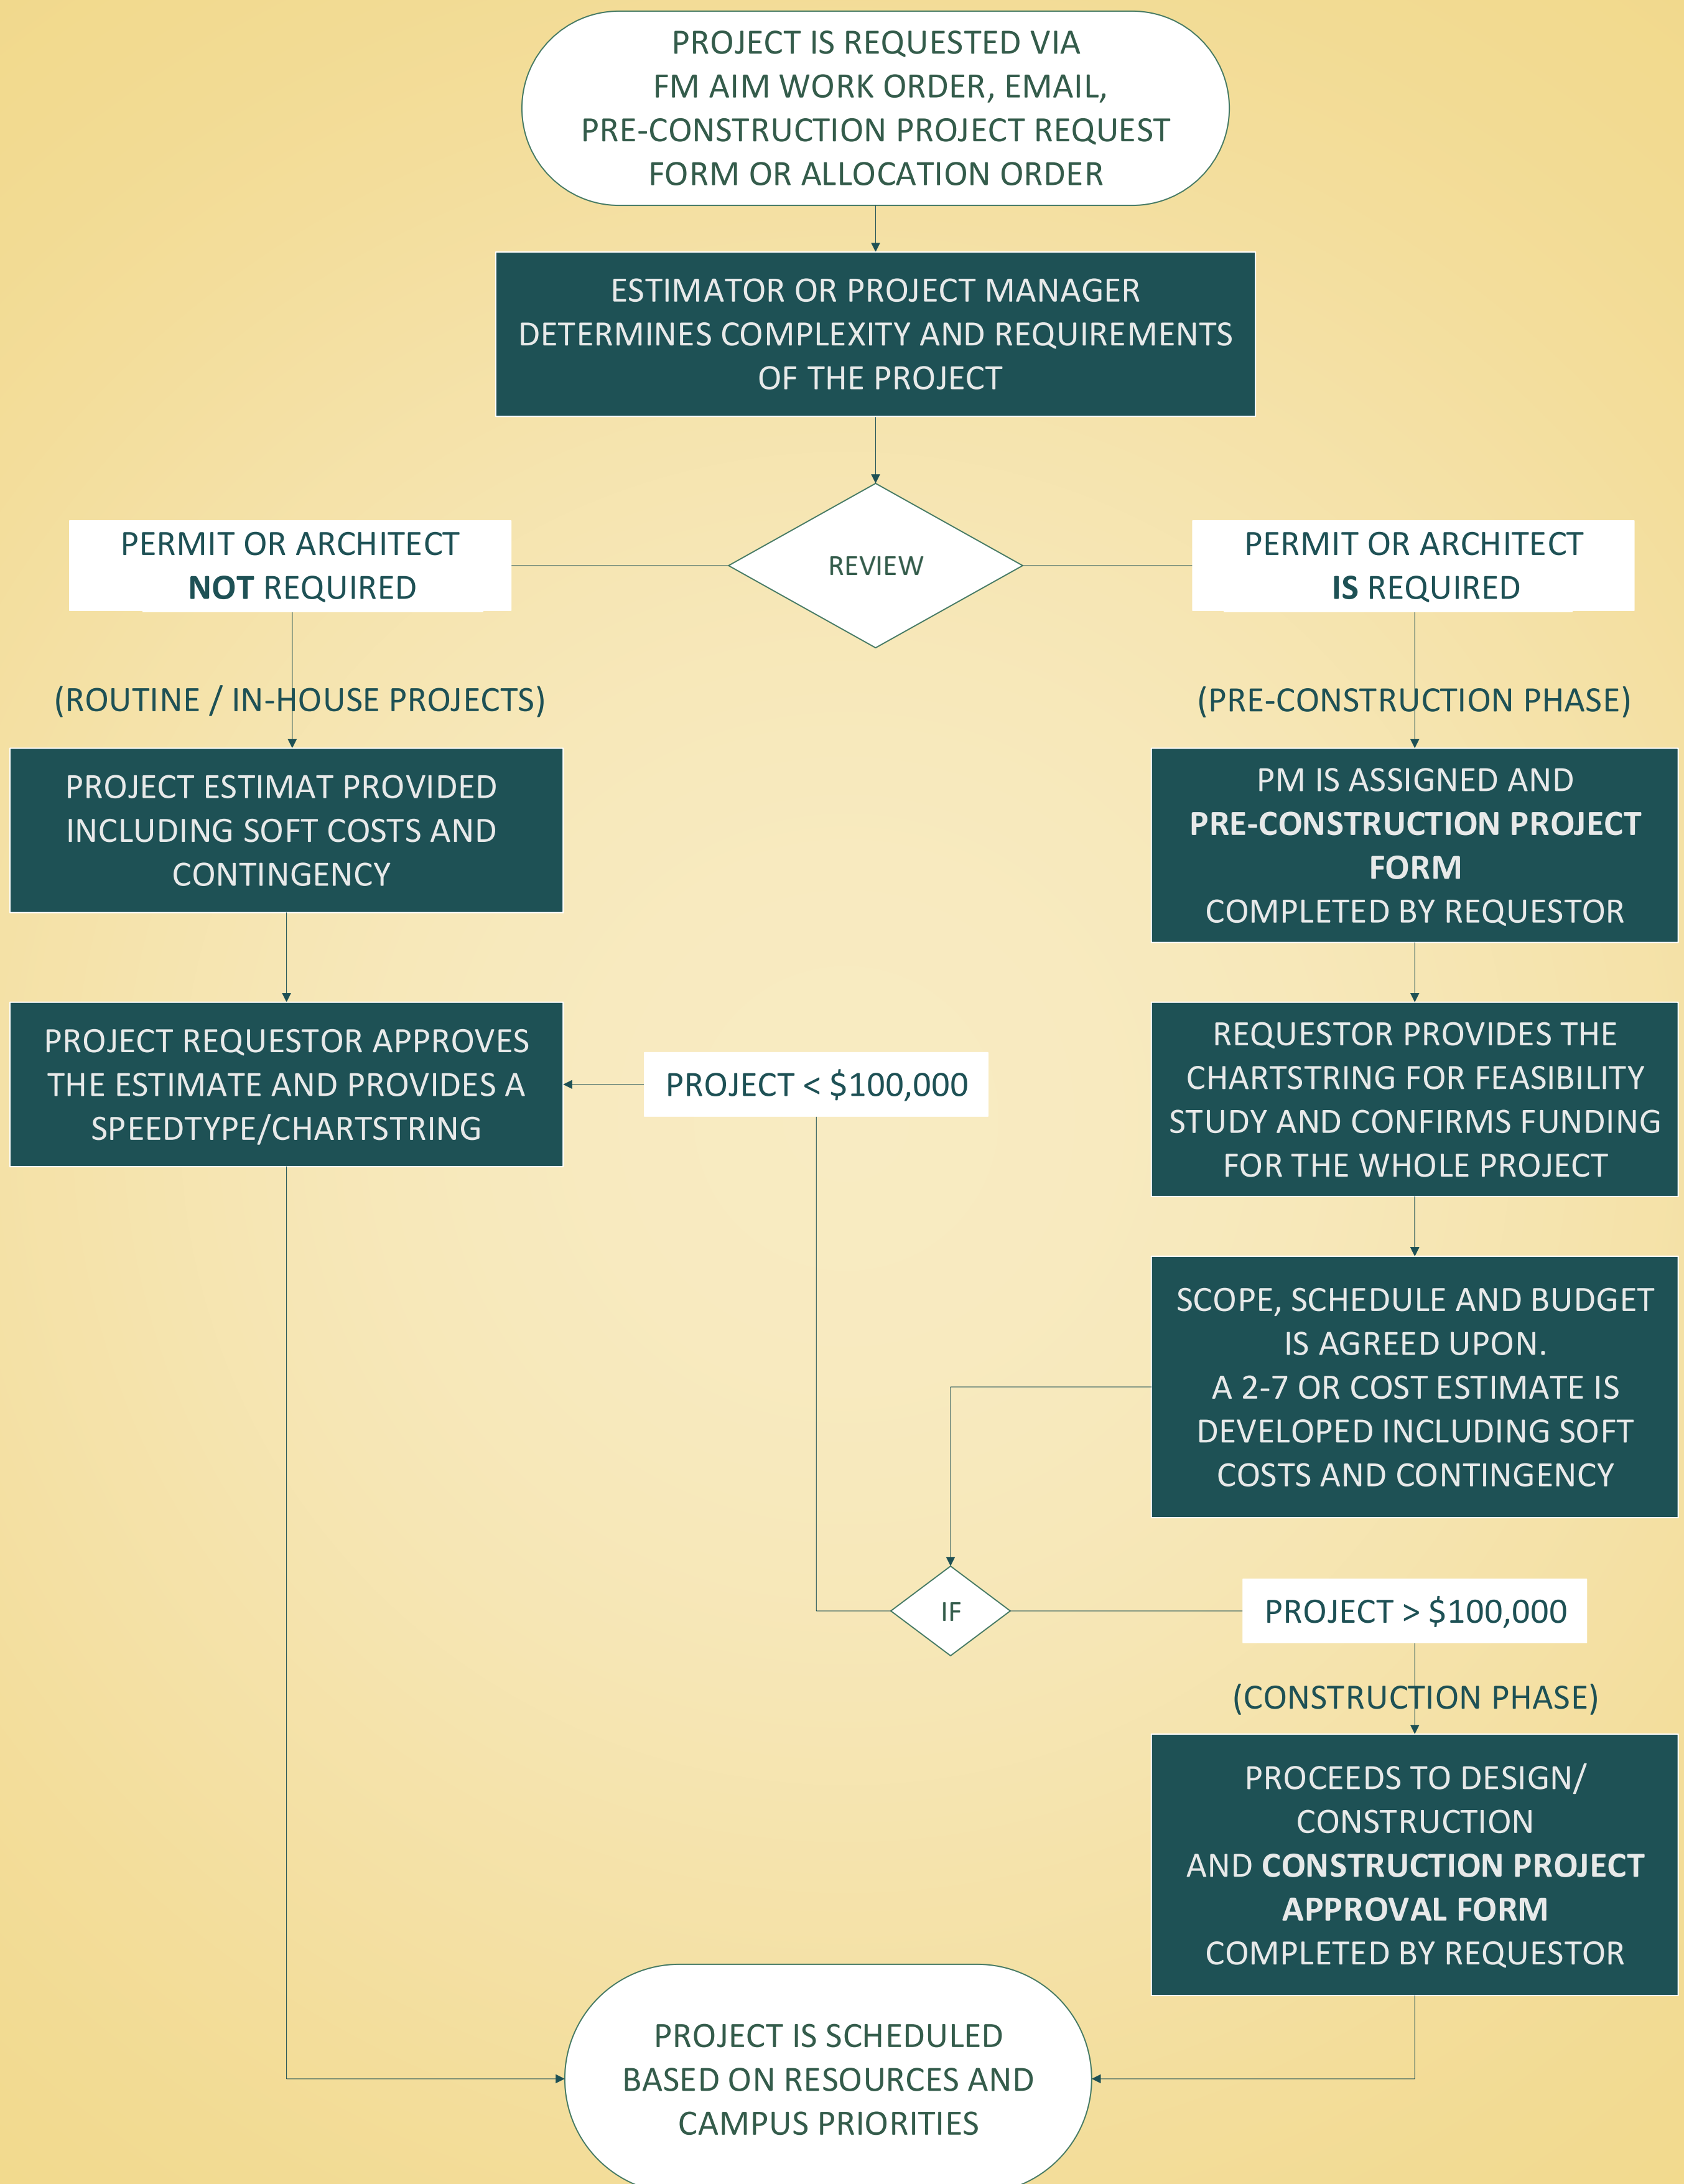 PROJECT IS REQUESTED VIA
FM AIM WORK ORDER, EMAIL,
PRE-CONSTRUCTION PROJECT REQUEST
FORM OR ALLOCATION ORDER
ESTIMATOR OR PROJECT MANAGER
DETERMINES COMPLEXITY AND REQUIREMENTS
OF THE PROJECT
REVIEW
PERMIT OR ARCHITECT
NOT REQUIRED
(ROUTINE / IN-HOUSE PROJECTS)
PROJECT ESTIMAT PROVIDED
INCLUDING SOFT COSTS AND
CONTINGENCY
PROJECT REQUESTOR APPROVES
THE ESTIMATE AND PROVIDES A
SPEEDTYPE/CHARTSTRING
PERMIT OR ARCHITECT
IS REQUIRED
(PRE-CONSTRUCTION PHASE)
PM IS ASSIGNED AND
PRE-CONSTRUCTION PROJECT
FORM
COMPLETED BY REQUESTOR
REQUESTOR PROVIDES THE
CHARTSTRING FOR FEASIBILITY
STUDY AND CONFIRMS FUNDING
FOR THE WHOLE PROJECT
SCOPE, SCHEDULE AND BUDGET
IS AGREED UPON.
A 2-7 OR COST ESTIMATE IS
DEVELOPED INCLUDING SOFT
COSTS AND CONTINGENCY
IF
PROJECT < $100,000
PROJECT > $100,000
(CONSTRUCTION PHASE)
PROCEEDS TO DESIGN/
CONSTRUCTION
AND CONSTRUCTION PROJECT
APPROVAL FORM
COMPLETED BY REQUESTOR
PROJECT IS SCHEDULED
BASED ON RESOURCES AND
CAMPUS PRIORITIES